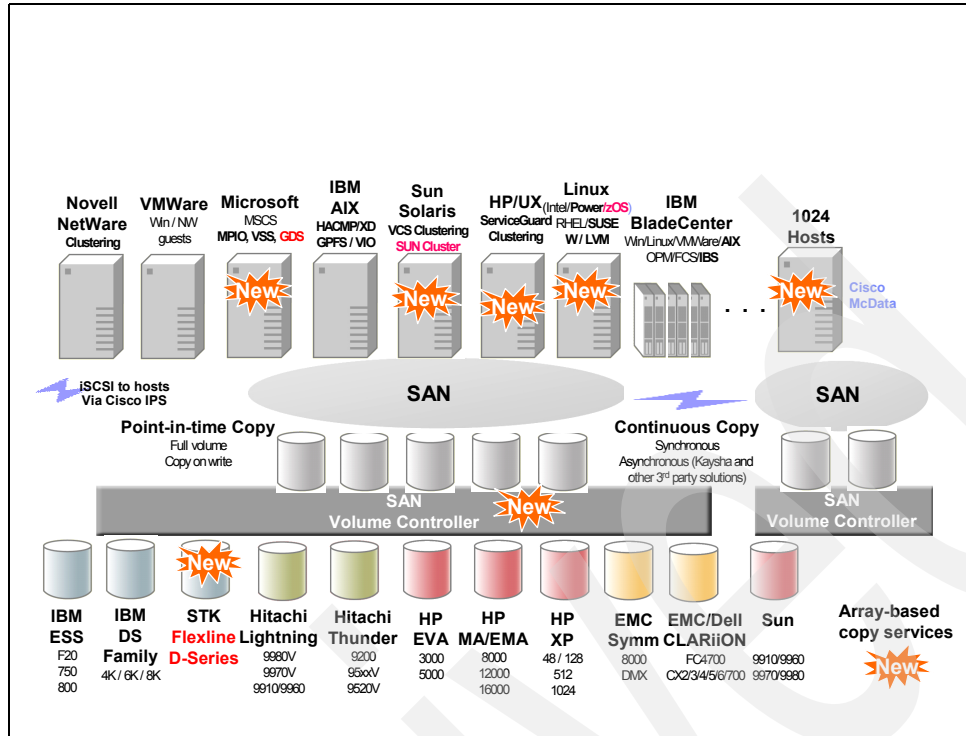 Novell
NetWare
Clustering
VMWare
Win / NW
guests
Microsoft
MSCS
MPIO, VSS, GDS
IBM
AIX
HACMP/XD
GPFS / VIO
Sun
Solaris
VCS Clustering
SUN Cluster
HP/UX
ServiceGuard
Clustering
Linux
(Intel/Power/zOS)
RHEL/SUSE
W / LVM
IBM
BladeCenter
Win/Linux/VMWare/AIX
OPM/FCS/IBS
1024
Hosts
New
New
New
New
. . .
New
Cisco
McData
iSCSI to hosts
Via Cisco IPS
SAN
SAN
Point-in-time Copy
Full volume
Copy on write
Continuous Copy
Synchronous
Asynchronous (Kaysha and
other 3rd party solutions)
SAN
Volume Controller
New
SAN
Volume Controller
New
IBM
ESS
F20
750
800
IBM
DS
Family
4K / 6K / 8K
STK
Flexline
D-Series
Hitachi
Lightning
9980V
9970V
9910/9960
Hitachi
Thunder
9200
95xxV
9520V
HP
EVA
3000
5000
HP
MA/EMA
8000
12000
16000
HP
XP
48 / 128
512
1024
EMC
Symm
8000
DMX
EMC/Dell
CLARiiON
FC4700
CX2/3/4/5/6/700
Sun
9910/9960
9970/9980
Array-based
copy services
New